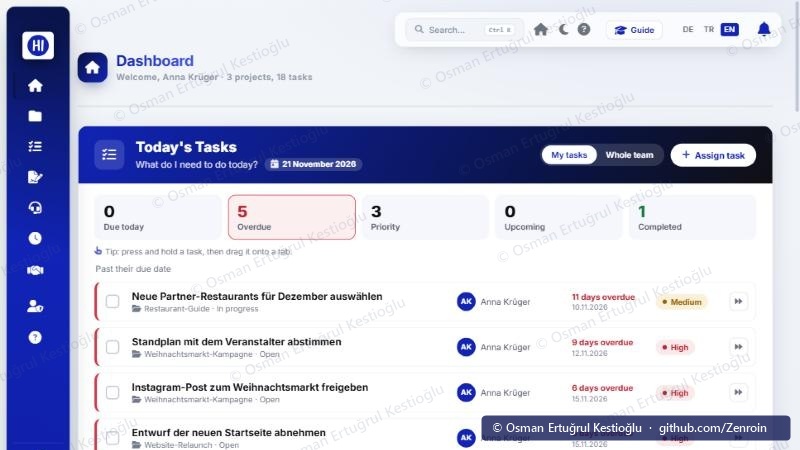 Search...
Ctrl K
Guide
DE TR EN
HI
Dashboard
Welcome, Anna Krüger · 3 projects, 18 tasks
Today's Tasks
What do I need to do today? 21 November 2026
My tasks Whole team
+ Assign task
0
Due today
5
Overdue
3
Priority
0
Upcoming
1
Completed
Tip: press and hold a task, then drag it onto a tab.
Past their due date
Neue Partner-Restaurants für Dezember auswählen
Restaurant-Guide · In progress
AK Anna Krüger
11 days overdue
10.11.2026
Medium
Standplan mit dem Veranstalter abstimmen
Weihnachtsmarkt-Kampagne · Open
AK Anna Krüger
9 days overdue
12.11.2026
High
Instagram-Post zum Weihnachtsmarkt freigeben
Weihnachtsmarkt-Kampagne · Open
AK Anna Krüger
6 days overdue
15.11.2026
High
Entwurf der neuen Startseite abnehmen
Website-Relaunch · Open
© Osman Ertuğrul Kestioğlu · github.com/Zenroin
© Osman Ertuğrul Kestioğlu